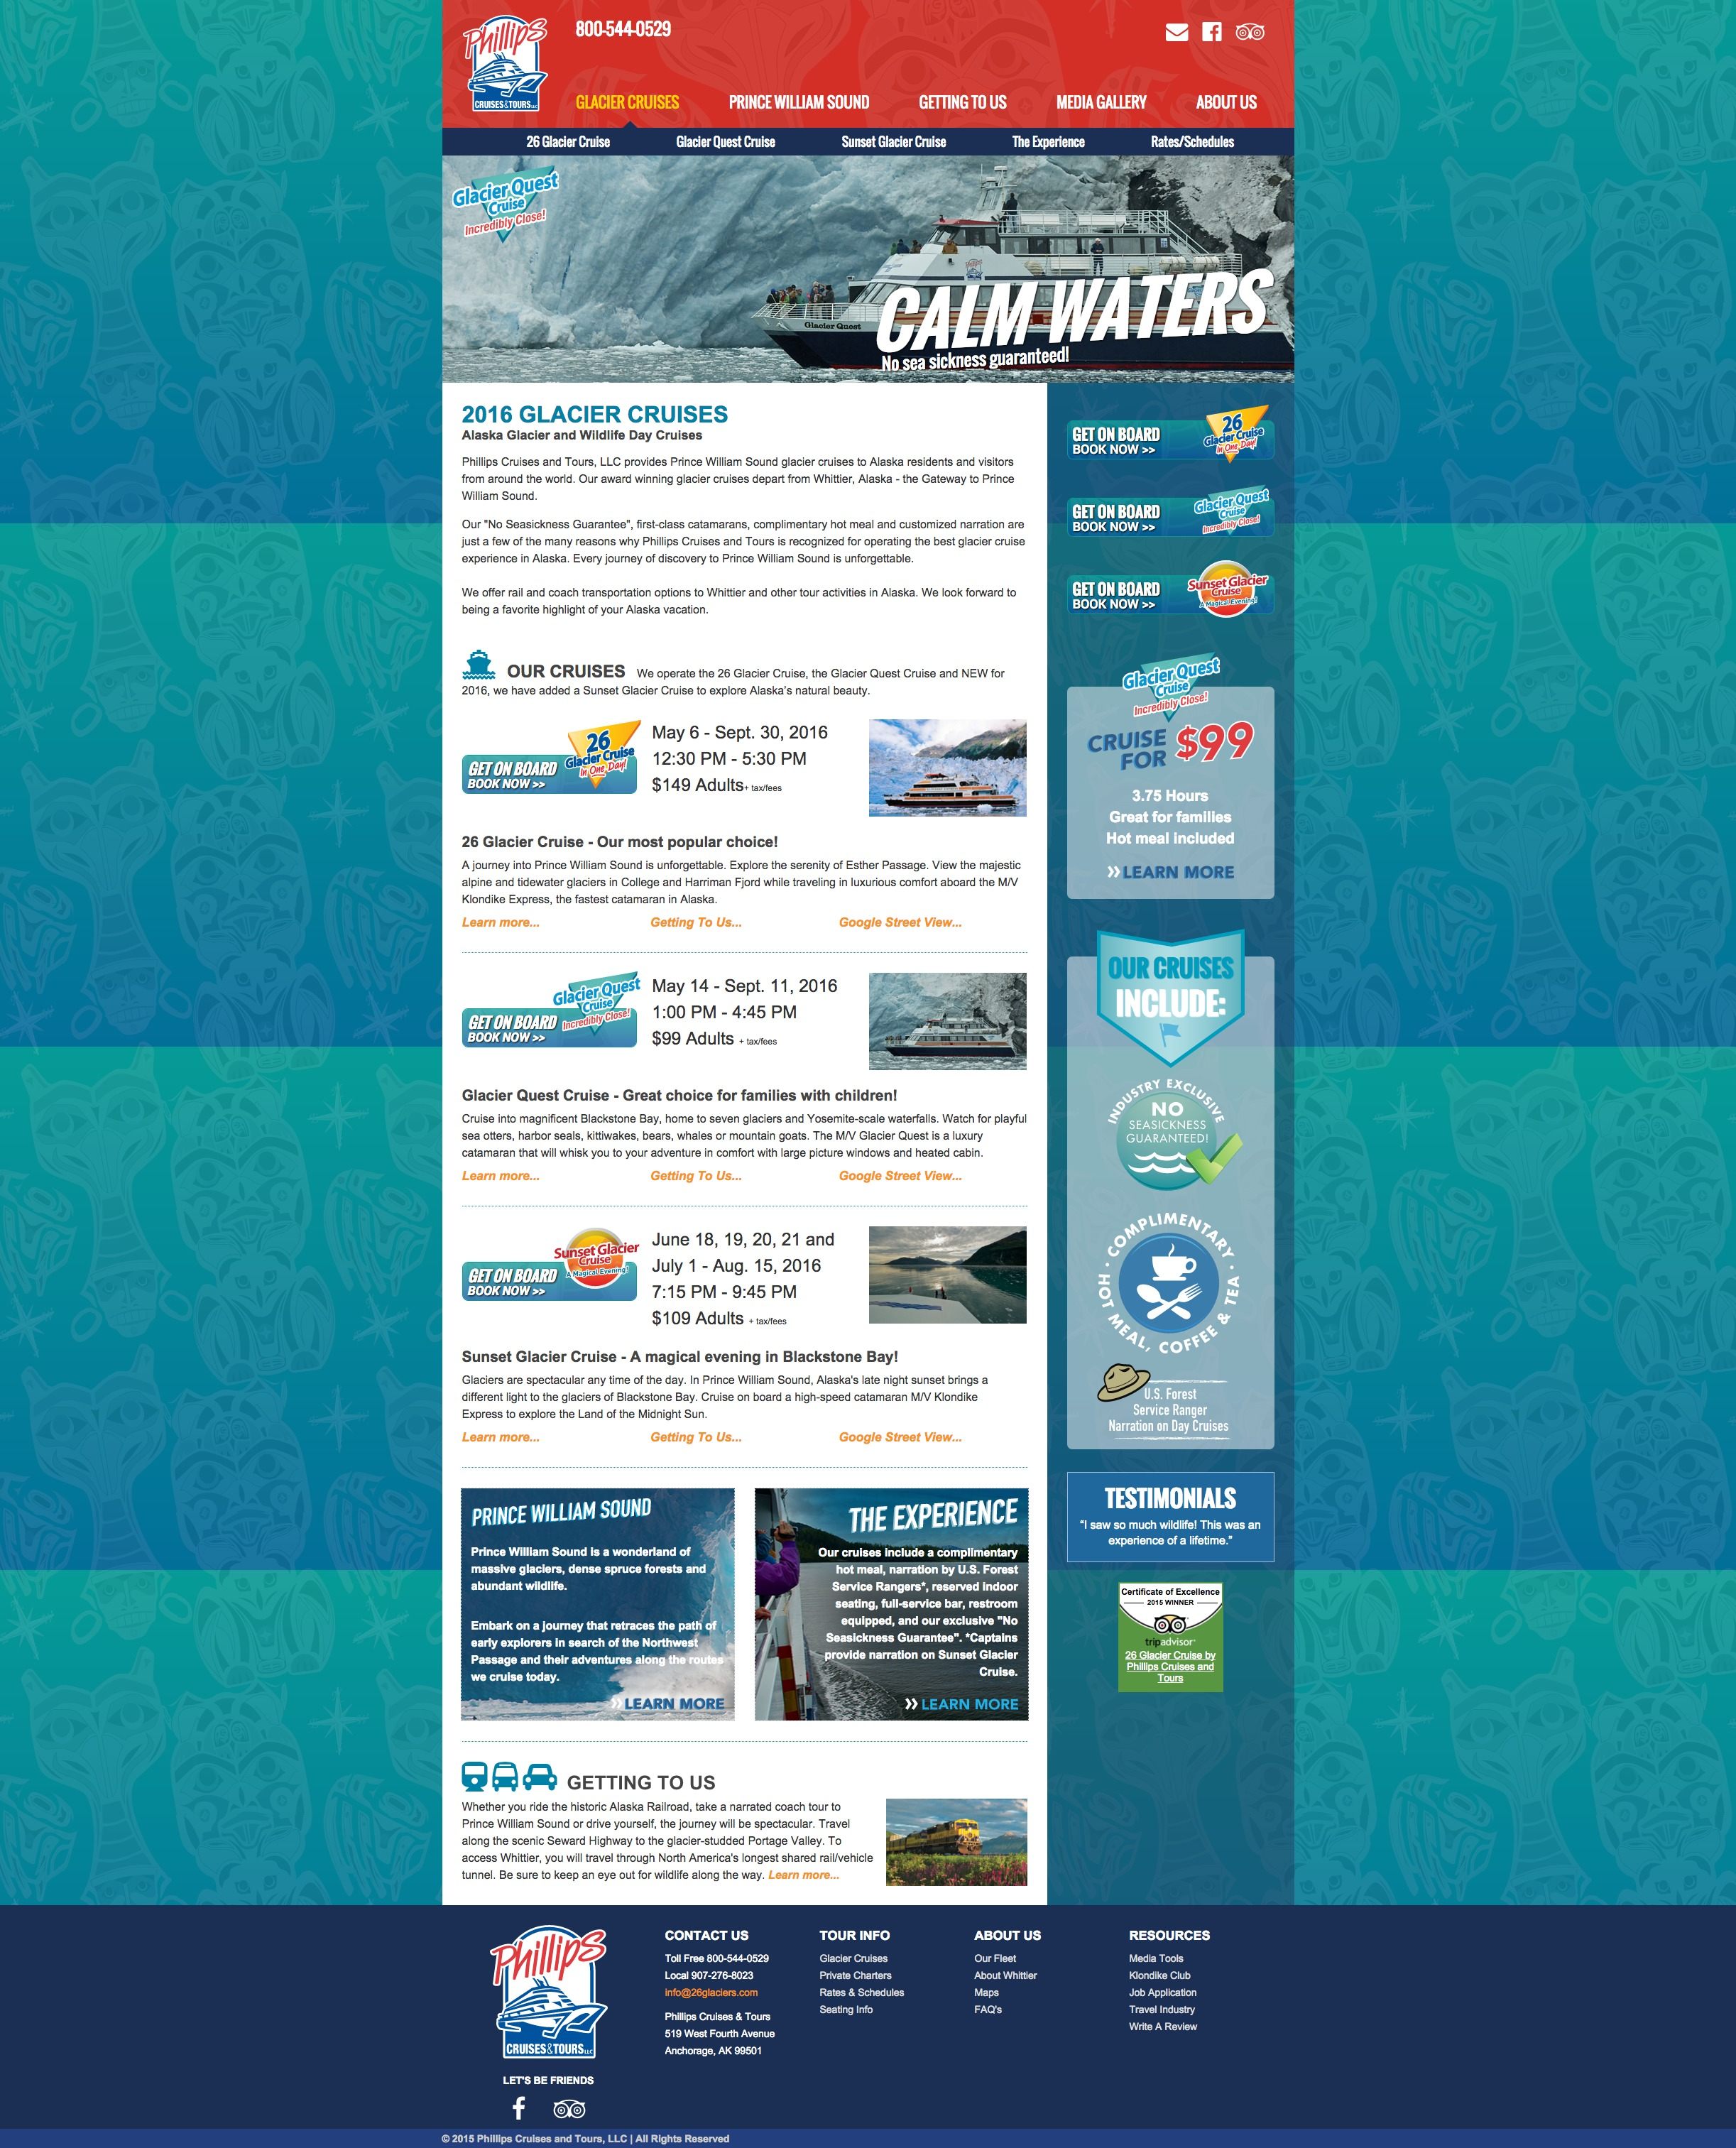 Phillips
CRUISES & TOURS LLC
800-544-0529
GLACIER CRUISES
PRINCE WILLIAM SOUND
GETTING TO US
MEDIA GALLERY
ABOUT US
26 Glacier Cruise
Glacier Quest Cruise
Sunset Glacier Cruise
The Experience
Rates/Schedules
Glacier Quest
Cruise
Incredibly Close!
Glacier Quest
CALM WATERS
No sea sickness guaranteed!
2016 GLACIER CRUISES
Alaska Glacier and Wildlife Day Cruises
Phillips Cruises and Tours, LLC provides Prince William Sound glacier cruises to Alaska residents and visitors
from around the world. Our award winning glacier cruises depart from Whittier, Alaska - the Gateway to Prince
William Sound.
Our "No Seasickness Guarantee", first-class catamarans, complimentary hot meal and customized narration are
just a few of the many reasons why Phillips Cruises and Tours is recognized for operating the best glacier cruise
experience in Alaska. Every journey of discovery to Prince William Sound is unforgettable.
We offer rail and coach transportation options to Whittier and other tour activities in Alaska. We look forward to
being a favorite highlight of your Alaska vacation.
OUR CRUISES We operate the 26 Glacier Cruise, the Glacier Quest Cruise and NEW for
2016, we have added a Sunset Glacier Cruise to explore Alaska's natural beauty.
GET ON BOARD
BOOK NOW >>
26
Glacier Cruise
In One Day!
May 6 - Sept. 30, 2016
12:30 PM - 5:30 PM
$149 Adults+ tax/fees
26 Glacier Cruise - Our most popular choice!
A journey into Prince William Sound is unforgettable. Explore the serenity of Esther Passage. View the majestic
alpine and tidewater glaciers in College and Harriman Fjord while traveling in luxurious comfort aboard the M/V
Klondike Express, the fastest catamaran in Alaska.
Learn more...
Getting To Us...
Google Street View...
GET ON BOARD
BOOK NOW >>
Glacier Quest
Cruise
Incredibly Close!
May 14 - Sept. 11, 2016
1:00 PM - 4:45 PM
$99 Adults + tax/fees
Glacier Quest Cruise - Great choice for families with children!
Cruise into magnificent Blackstone Bay, home to seven glaciers and Yosemite-scale waterfalls. Watch for playful
sea otters, harbor seals, kittiwakes, bears, whales or mountain goats. The M/V Glacier Quest is a luxury
catamaran that will whisk you to your adventure in comfort with large picture windows and heated cabin.
Learn more...
Getting To Us...
Google Street View...
GET ON BOARD
BOOK NOW >>
Sunset Glacier
Cruise
A Magical Evening!
June 18, 19, 20, 21 and
July 1 - Aug. 15, 2016
7:15 PM - 9:45 PM
$109 Adults + tax/fees
Sunset Glacier Cruise - A magical evening in Blackstone Bay!
Glaciers are spectacular any time of the day. In Prince William Sound, Alaska's late night sunset brings a
different light to the glaciers of Blackstone Bay. Cruise on board a high-speed catamaran M/V Klondike
Express to explore the Land of the Midnight Sun.
Learn more...
Getting To Us...
Google Street View...
PRINCE WILLIAM SOUND
Prince William Sound is a wonderland of
massive glaciers, dense spruce forests and
abundant wildlife.
Embark on a journey that retraces the path of
early explorers in search of the Northwest
Passage and their adventures along the routes
we cruise today.
» LEARN MORE
THE EXPERIENCE
Our cruises include a complimentary
hot meal, narration by U.S. Forest
Service Rangers*, reserved indoor
seating, full-service bar, restroom
equipped, and our exclusive "No
Seasickness Guarantee". *Captains
provide narration on Sunset Glacier
Cruise.
» LEARN MORE
GETTING TO US
Whether you ride the historic Alaska Railroad, take a narrated coach tour to
Prince William Sound or drive yourself, the journey will be spectacular. Travel
along the scenic Seward Highway to the glacier-studded Portage Valley. To
access Whittier, you will travel through North America's longest shared rail/vehicle
tunnel. Be sure to keep an eye out for wildlife along the way. Learn more...
GET ON BOARD
BOOK NOW >>
26
Glacier Cruise
In One Day!
GET ON BOARD
BOOK NOW >>
Glacier Quest
Cruise
Incredibly Close!
GET ON BOARD
BOOK NOW >>
Sunset Glacier
Cruise
A Magical Evening!
Glacier Quest
Cruise
Incredibly Close!
CRUISE
FOR
$99
3.75 Hours
Great for families
Hot meal included
» LEARN MORE
OUR CRUISES
INCLUDE:
INDUSTRY EXCLUSIVE
NO
SEASICKNESS
GUARANTEED!
COMPLIMENTARY
HOT MEAL, COFFEE & TEA
U.S. Forest
Service Ranger
Narration on Day Cruises
TESTIMONIALS
"I saw so much wildlife! This was an
experience of a lifetime."
Certificate of Excellence
2015 WINNER
tripadvisor
26 Glacier Cruise by
Phillips Cruises and
Tours
Phillips
CRUISES & TOURS LLC
LET'S BE FRIENDS
CONTACT US
Toll Free 800-544-0529
Local 907-276-8023
info@26glaciers.com
Phillips Cruises & Tours
519 West Fourth Avenue
Anchorage, AK 99501
TOUR INFO
Glacier Cruises
Private Charters
Rates & Schedules
Seating Info
ABOUT US
Our Fleet
About Whittier
Maps
FAQ's
RESOURCES
Media Tools
Klondike Club
Job Application
Travel Industry
Write A Review
© 2015 Phillips Cruises and Tours, LLC | All Rights Reserved